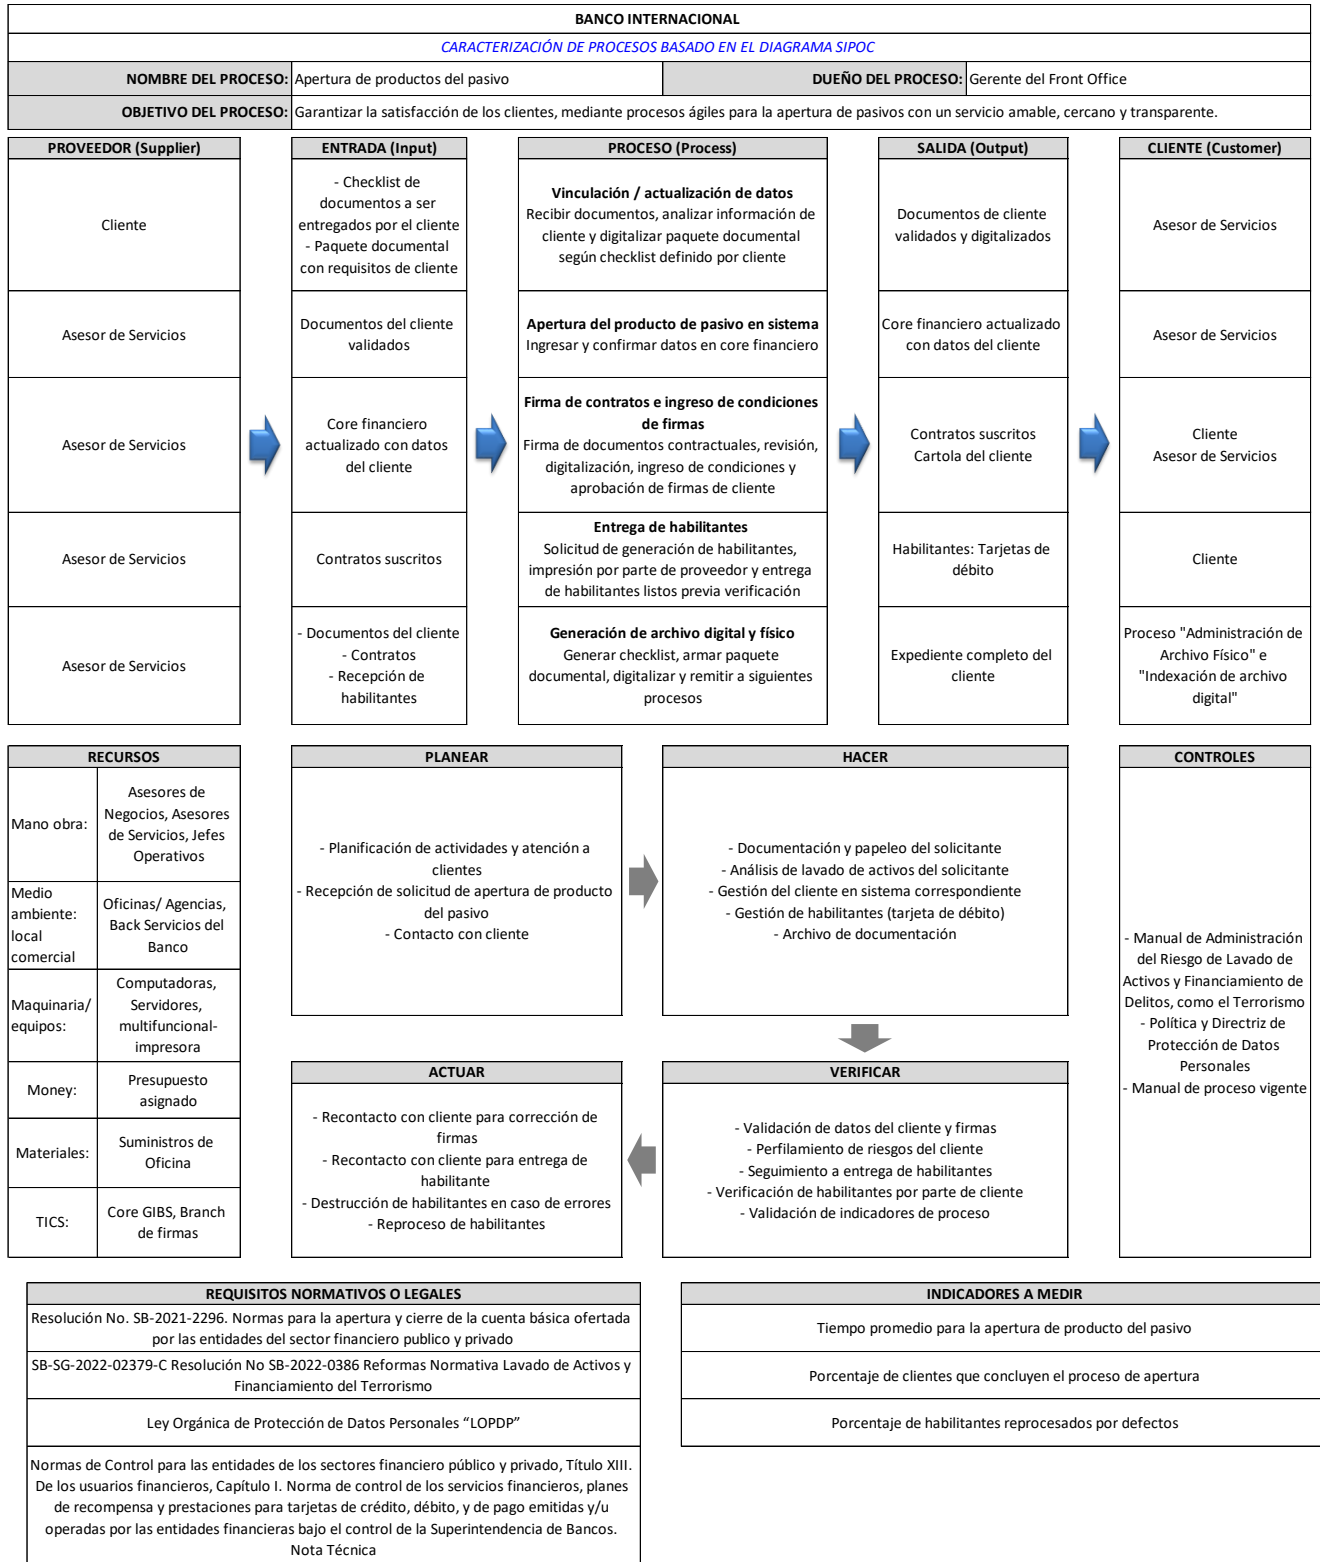 BANCO INTERNACIONAL
CARACTERIZACIÓN DE PROCESOS BASADO EN EL DIAGRAMA SIPOC
NOMBRE DEL PROCESO: Apertura de productos del pasivo
DUEÑO DEL PROCESO: Gerente del Front Office
OBJETIVO DEL PROCESO: Garantizar la satisfacción de los clientes, mediante procesos ágiles para la apertura de pasivos con un servicio amable, cercano y transparente.
PROVEEDOR (Supplier)
ENTRADA (Input)
PROCESO (Process)
SALIDA (Output)
CLIENTE (Customer)
Cliente
- Checklist de
documentos a ser
entregados por el cliente
- Paquete documental
con requisitos de cliente
Vinculación / actualización de datos
Recibir documentos, analizar información de
cliente y digitalizar paquete documental
según checklist definido por cliente
Documentos de cliente
validados y digitalizados
Asesor de Servicios
Asesor de Servicios
Documentos del cliente
validados
Apertura del producto de pasivo en sistema
Ingresar y confirmar datos en core financiero
Core financiero actualizado
con datos del cliente
Asesor de Servicios
Asesor de Servicios
Core financiero
actualizado con datos
del cliente
Firma de contratos e ingreso de condiciones
de firmas
Firma de documentos contractuales, revisión,
digitalización, ingreso de condiciones y
aprobación de firmas de cliente
Contratos suscritos
Cartola del cliente
Cliente
Asesor de Servicios
Asesor de Servicios
Contratos suscritos
Entrega de habilitantes
Solicitud de generación de habilitantes,
impresión por parte de proveedor y entrega
de habilitantes listos previa verificación
Habilitantes: Tarjetas de
débito
Cliente
Asesor de Servicios
- Documentos del cliente
- Contratos
- Recepción de
habilitantes
Generación de archivo digital y físico
Generar checklist, armar paquete
documental, digitalizar y remitir a siguientes
procesos
Expediente completo del
cliente
Proceso "Administración de
Archivo Físico" e
"Indexación de archivo
digital"
RECURSOS
Mano obra:
Asesores de
Negocios, Asesores
de Servicios, Jefes
Operativos
Medio
ambiente:
local
comercial
Oficinas/ Agencias,
Back Servicios del
Banco
Maquinaria/
equipos:
Computadoras,
Servidores,
multifuncional-
impresora
Money:
Presupuesto
asignado
Materiales:
Suministros de
Oficina
TICS:
Core GIBS, Branch
de firmas
PLANEAR
- Planificación de actividades y atención a
clientes
- Recepción de solicitud de apertura de producto
del pasivo
- Contacto con cliente
HACER
- Documentación y papeleo del solicitante
- Análisis de lavado de activos del solicitante
- Gestión del cliente en sistema correspondiente
- Gestión de habilitantes (tarjeta de débito)
- Archivo de documentación
ACTUAR
- Recontacto con cliente para corrección de
firmas
- Recontacto con cliente para entrega de
habilitante
- Destrucción de habilitantes en caso de errores
- Reproceso de habilitantes
VERIFICAR
- Validación de datos del cliente y firmas
- Perfilamiento de riesgos del cliente
- Seguimiento a entrega de habilitantes
- Verificación de habilitantes por parte de cliente
- Validación de indicadores de proceso
CONTROLES
- Manual de Administración
del Riesgo de Lavado de
Activos y Financiamiento de
Delitos, como el Terrorismo
- Política y Directriz de
Protección de Datos
Personales
- Manual de proceso vigente
REQUISITOS NORMATIVOS O LEGALES
Resolución No. SB-2021-2296. Normas para la apertura y cierre de la cuenta básica ofertada
por las entidades del sector financiero publico y privado
SB-SG-2022-02379-C Resolución No SB-2022-0386 Reformas Normativa Lavado de Activos y
Financiamiento del Terrorismo
Ley Orgánica de Protección de Datos Personales “LOPDP”
Normas de Control para las entidades de los sectores financiero público y privado, Título XIII.
De los usuarios financieros, Capítulo I. Norma de control de los servicios financieros, planes
de recompensa y prestaciones para tarjetas de crédito, débito, y de pago emitidas y/u
operadas por las entidades financieras bajo el control de la Superintendencia de Bancos.
Nota Técnica
INDICADORES A MEDIR
Tiempo promedio para la apertura de producto del pasivo
Porcentaje de clientes que concluyen el proceso de apertura
Porcentaje de habilitantes reprocesados por defectos